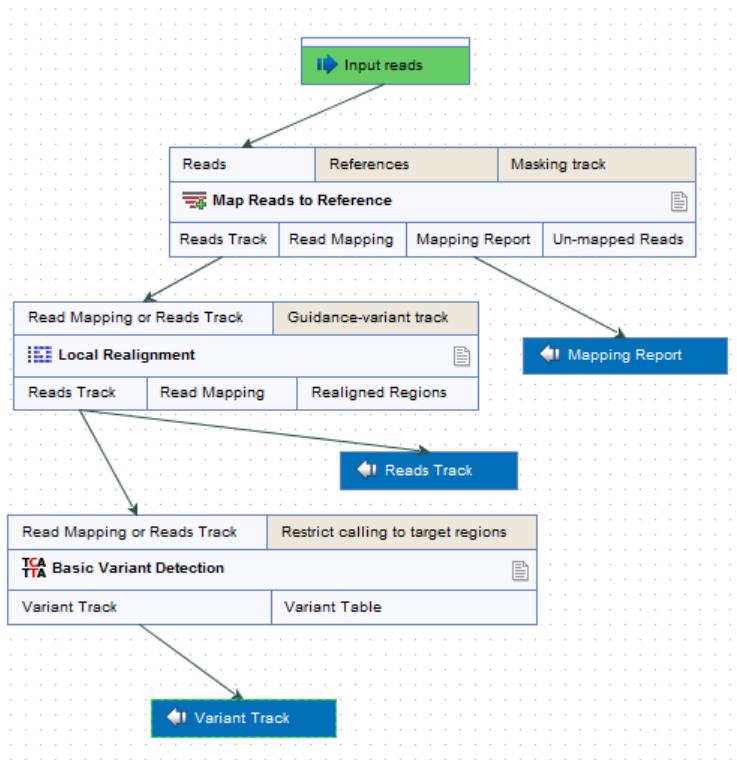 Input reads
Reads References Masking track
Map Reads to Reference
Reads Track Read Mapping Mapping Report Un-mapped Reads
Read Mapping or Reads Track Guidance-variant track
Local Realignment
Mapping Report
Reads Track Read Mapping Realigned Regions
Reads Track
Read Mapping or Reads Track Restrict calling to target regions
TCA
TTA Basic Variant Detection
Variant Track Variant Table
Variant Track